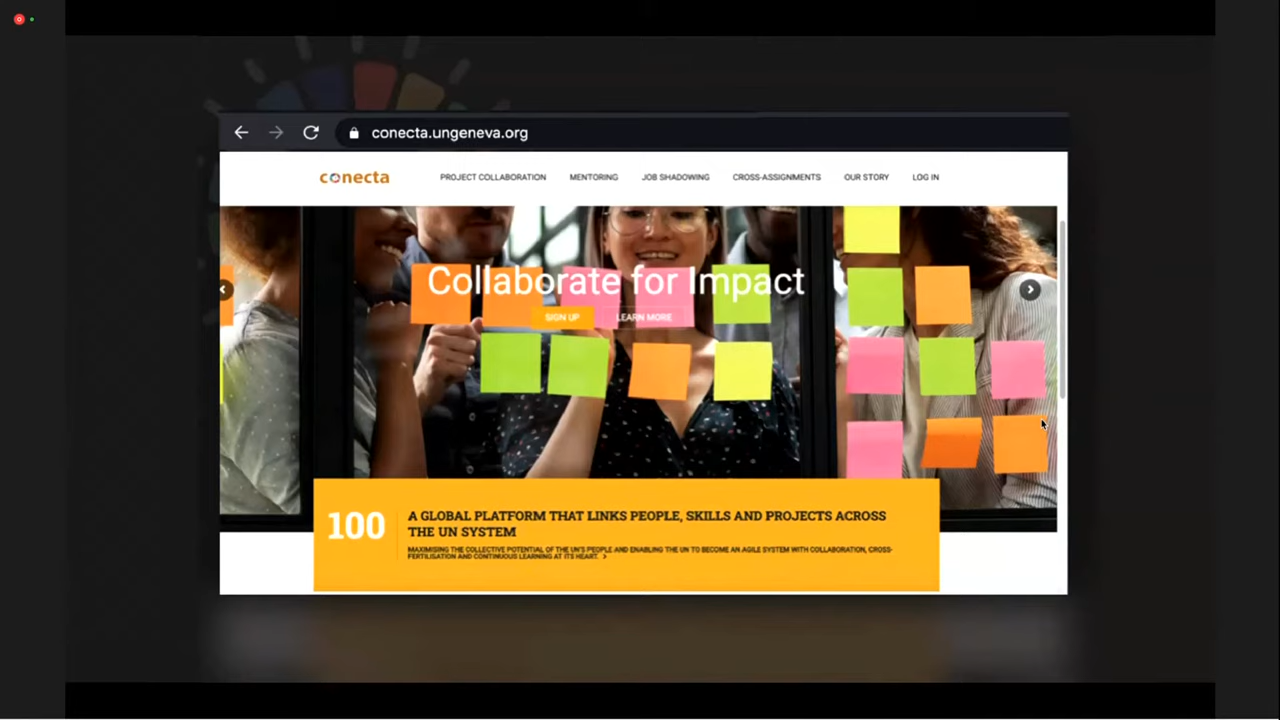 conecta.ungeneva.org
conecta
PROJECT COLLABORATION
MENTORING
JOB SHADOWING
CROSS-ASSIGNMENTS
OUR STORY
LOG IN
Collaborate for Impact
SIGN UP
LEARN MORE
100
A GLOBAL PLATFORM THAT LINKS PEOPLE, SKILLS AND PROJECTS ACROSS
THE UN SYSTEM
MAXIMISING THE COLLECTIVE POTENTIAL OF THE UN'S PEOPLE AND ENABLING THE UN TO BECOME AN AGILE SYSTEM WITH COLLABORATION, CROSS-
FERTILISATION AND CONTINUOUS LEARNING AT ITS HEART. >